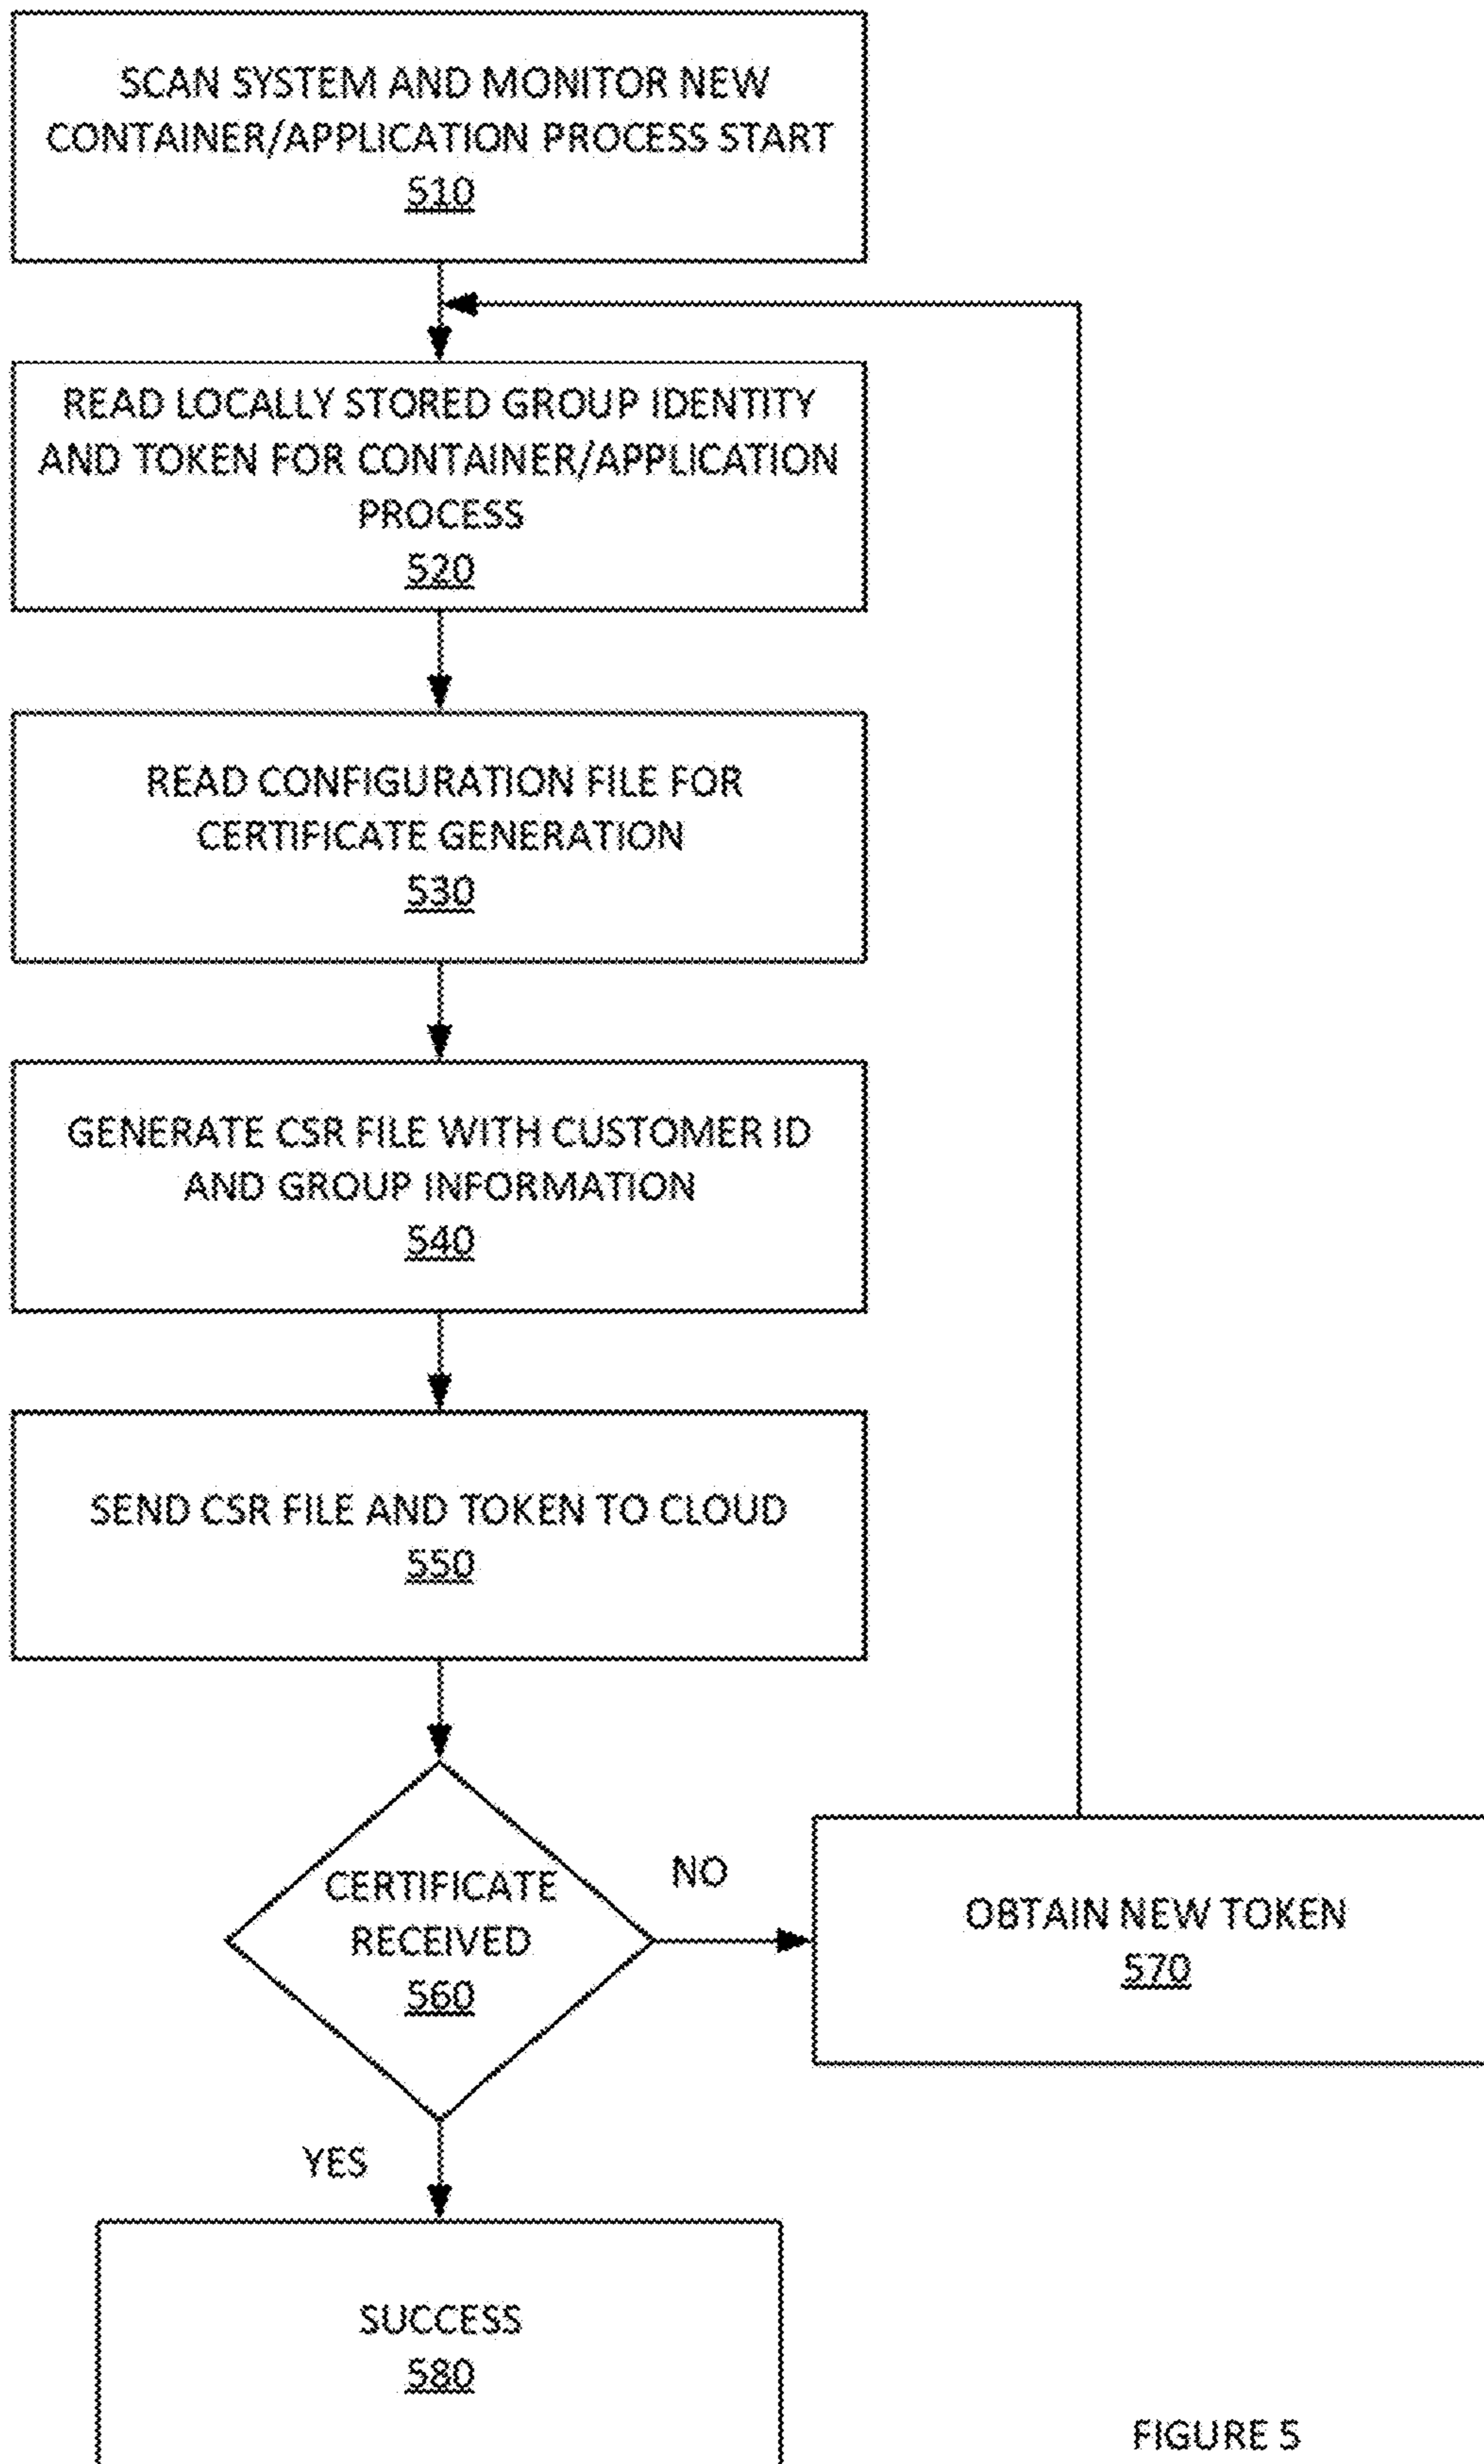 SCAN SYSTEM AND MONITOR NEW
CONTAINER/APPLICATION PROCESS START
510
READ LOCALLY STORED GROUP IDENTITY
AND TOKEN FOR CONTAINER/APPLICATION
PROCESS
520
READ CONFIGURATION FILE FOR
CERTIFICATE GENERATION
530
GENERATE CSR FILE WITH CUSTOMER ID
AND GROUP INFORMATION
540
SEND CSR FILE AND TOKEN TO CLOUD
550
CERTIFICATE
RECEIVED
560
NO
OBTAIN NEW TOKEN
570
YES
SUCCESS
580
FIGURE 5